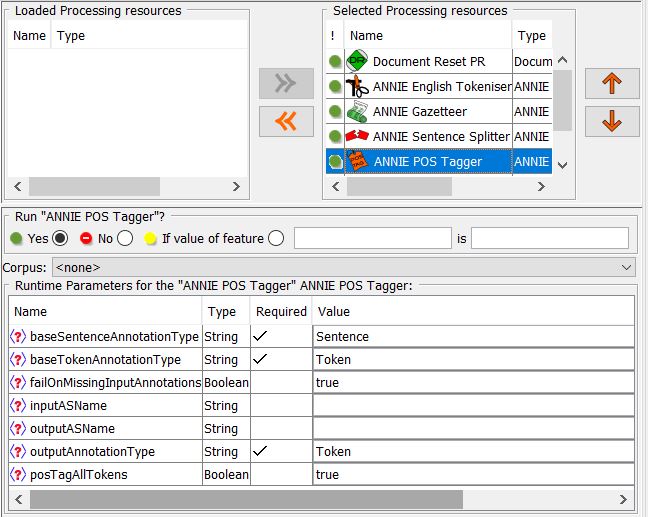 Loaded Processing resources
Name Type
Selected Processing resources
! Name Type
Document Reset PR Docum
ANNIE English Tokeniser ANNIE
ANNIE Gazetteer ANNIE
ANNIE Sentence Splitter ANNIE
ANNIE POS Tagger ANNIE
Run "ANNIE POS Tagger"?
Yes No If value of feature is
Corpus: <none>
Runtime Parameters for the "ANNIE POS Tagger" ANNIE POS Tagger:
Name Type Required Value
baseSentenceAnnotationType String Sentence
baseTokenAnnotationType String Token
failOnMissingInputAnnotations Boolean true
inputASName String
outputASName String
outputAnnotationType String Token
posTagAllTokens Boolean true